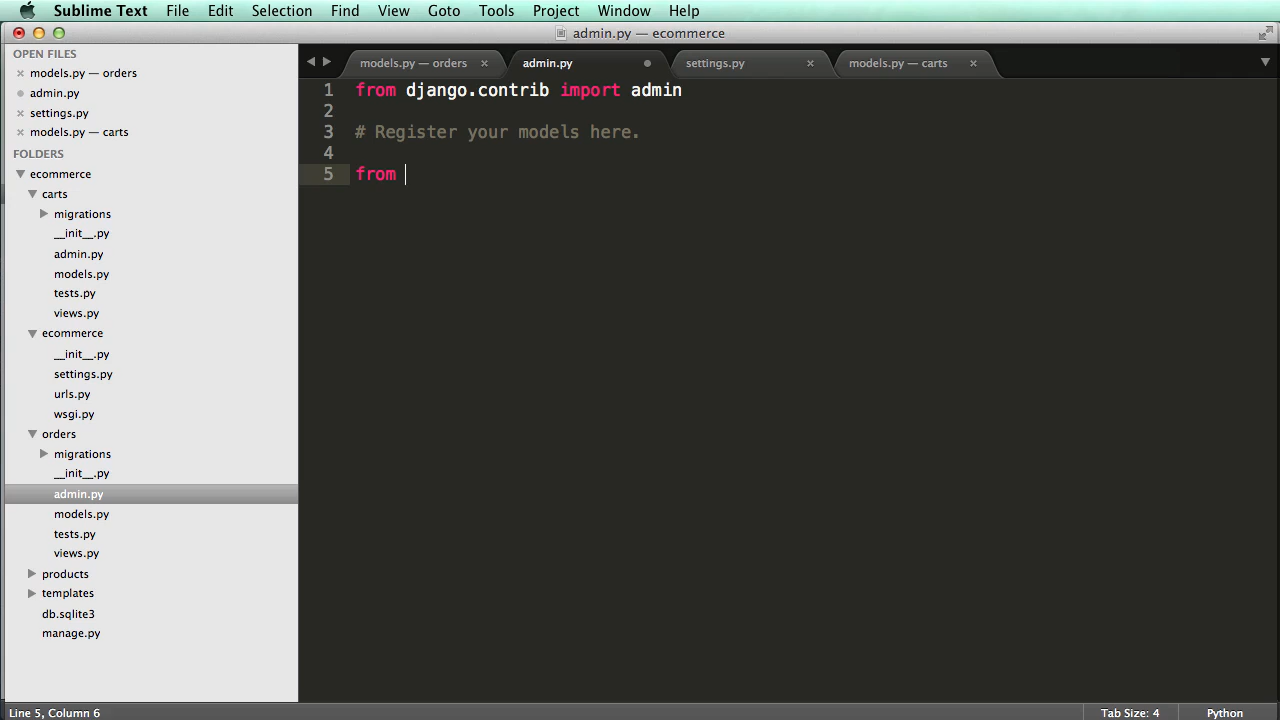 Sublime Text File Edit Selection Find View Goto Tools Project Window Help
admin.py — ecommerce
OPEN FILES
models.py — orders
admin.py
settings.py
models.py — carts
FOLDERS
ecommerce
carts
migrations
__init__.py
admin.py
models.py
tests.py
views.py
ecommerce
__init__.py
settings.py
urls.py
wsgi.py
orders
migrations
__init__.py
admin.py
models.py
tests.py
views.py
products
templates
db.sqlite3
manage.py
models.py — orders admin.py settings.py models.py — carts
1 from django.contrib import admin
2
3 # Register your models here.
4
5 from
Line 5, Column 6 Tab Size: 4 Python